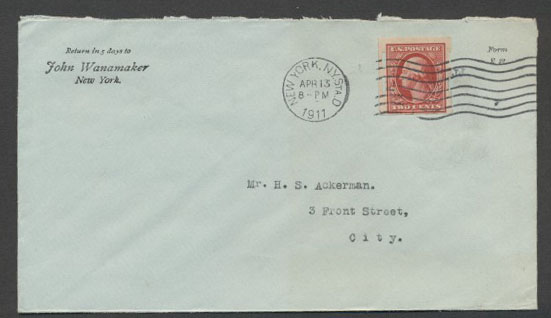 Return in 5 days to
John Wanamaker
New York.
NEW YORK, N.Y. STA. D
APR 13
8-PM
1911
U.S. POSTAGE
TWO CENTS
Form
Mr. H. S. Ackerman.
3 Front Street,
City.